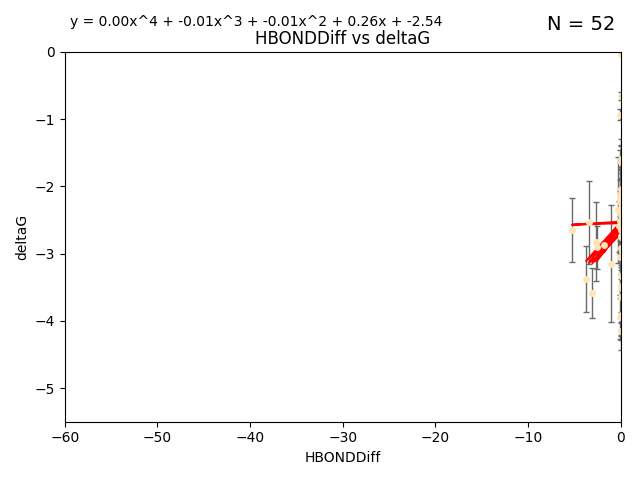 y = 0.00x^4 + -0.01x^3 + -0.01x^2 + 0.26x + -2.54
N = 52
HBONDDiff vs deltaG
0
−1
−2
−3
−4
−5
deltaG
−60 −50 −40 −30 −20 −10 0
HBONDDiff